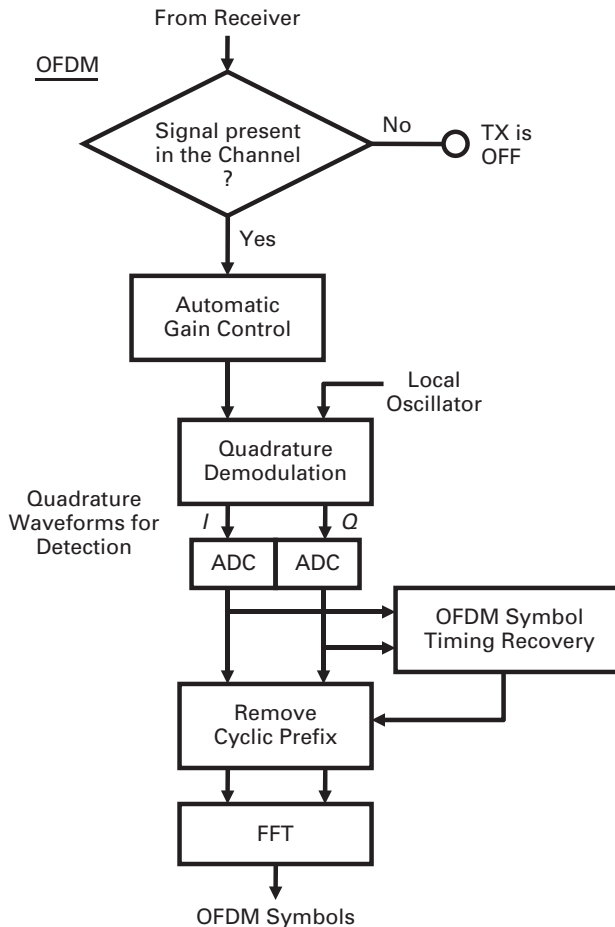 From Receiver
OFDM
Signal present
in the Channel
?
No
TX is
OFF
Yes
Automatic
Gain Control
Local
Oscillator
Quadrature
Demodulation
Quadrature
Waveforms for
Detection
I
Q
ADC
ADC
OFDM Symbol
Timing Recovery
Remove
Cyclic Prefix
FFT
OFDM Symbols